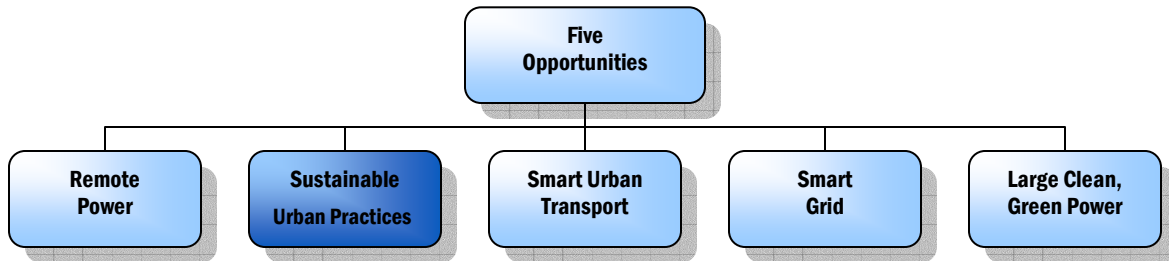 Five
Opportunities
Remote
Power
Sustainable
Urban Practices
Smart Urban
Transport
Smart
Grid
Large Clean,
Green Power